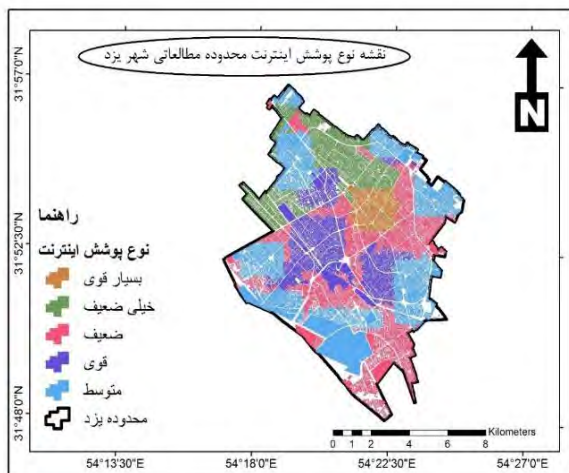 نقشه نوع پوشش اینترنت محدوده مطالعاتی شهر یزد
31°57'0"N
31°52'30"N
31°48'0"N
N
راهنما
نوع پوشش اینترنت
بسیار قوی
خیلی ضعیف
ضعیف
قوی
متوسط
محدوده یزد
Kilometers
0 1 2 4 6 8
54°13'30"E 54°18'0"E 54°22'30"E 54°27'0"E